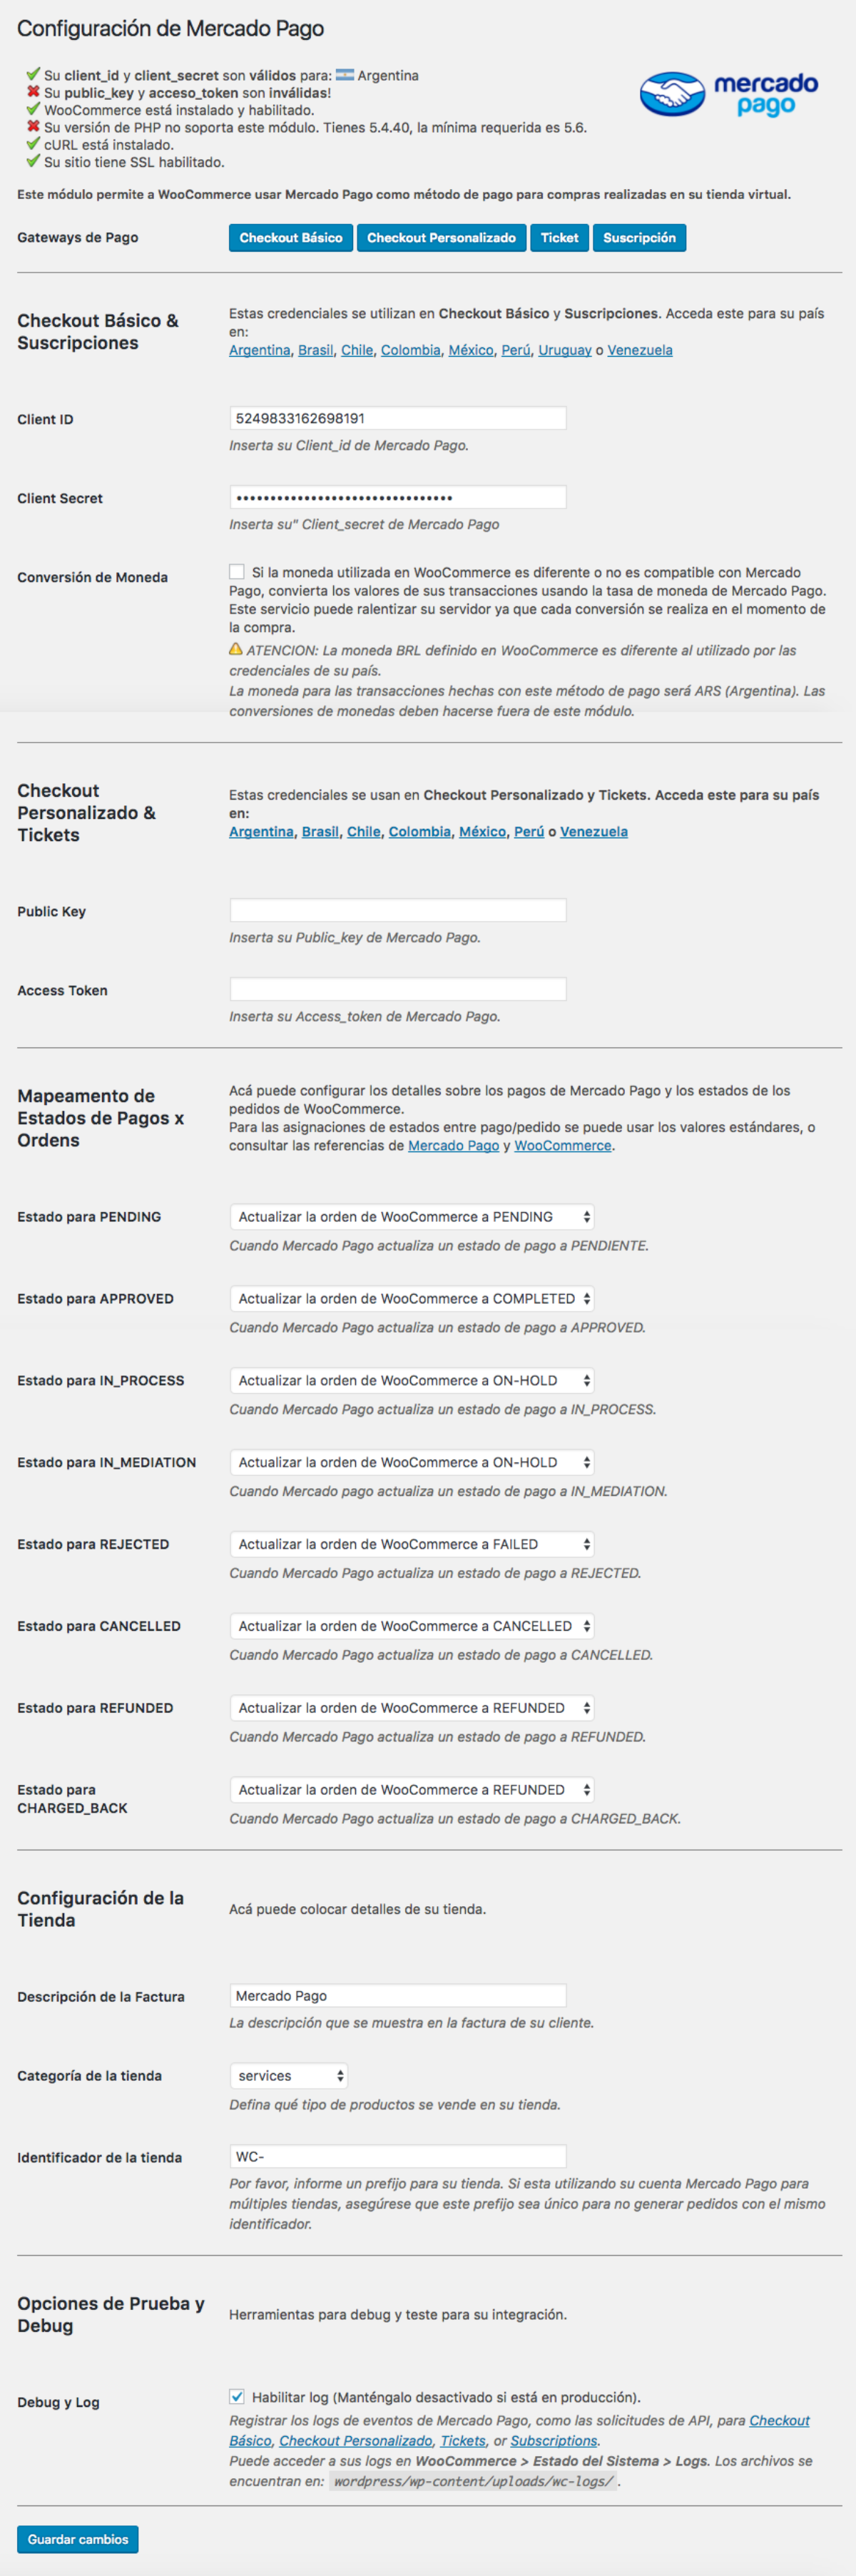 Configuración de Mercado Pago
Su client_id y client_secret son válidos para: Argentina
Su public_key y acceso_token son inválidas!
WooCommerce está instalado y habilitado.
Su versión de PHP no soporta este módulo. Tienes 5.4.40, la mínima requerida es 5.6.
cURL está instalado.
Su sitio tiene SSL habilitado.
mercado
pago
Este módulo permite a WooCommerce usar Mercado Pago como método de pago para compras realizadas en su tienda virtual.
Gateways de Pago
Checkout Básico Checkout Personalizado Ticket Suscripción
Checkout Básico &
Suscripciones
Estas credenciales se utilizan en Checkout Básico y Suscripciones. Acceda este para su país
en:
Argentina, Brasil, Chile, Colombia, México, Perú, Uruguay o Venezuela
Client ID
5249833162698191
Inserta su Client_id de Mercado Pago.
Client Secret
••••••••••••••••••••••••••••••••
Inserta su" Client_secret de Mercado Pago
Conversión de Moneda
Si la moneda utilizada en WooCommerce es diferente o no es compatible con Mercado
Pago, convierta los valores de sus transacciones usando la tasa de moneda de Mercado Pago.
Este servicio puede ralentizar su servidor ya que cada conversión se realiza en el momento de
la compra.
ATENCION: La moneda BRL definido en WooCommerce es diferente al utilizado por las
credenciales de su país.
La moneda para las transacciones hechas con este método de pago será ARS (Argentina). Las
conversiones de monedas deben hacerse fuera de este módulo.
Checkout
Personalizado &
Tickets
Estas credenciales se usan en Checkout Personalizado y Tickets. Acceda este para su país
en:
Argentina, Brasil, Chile, Colombia, México, Perú o Venezuela
Public Key
Inserta su Public_key de Mercado Pago.
Access Token
Inserta su Access_token de Mercado Pago.
Mapeamento de
Estados de Pagos x
Ordens
Acá puede configurar los detalles sobre los pagos de Mercado Pago y los estados de los
pedidos de WooCommerce.
Para las asignaciones de estados entre pago/pedido se puede usar los valores estándares, o
consultar las referencias de Mercado Pago y WooCommerce.
Estado para PENDING
Actualizar la orden de WooCommerce a PENDING
Cuando Mercado Pago actualiza un estado de pago a PENDIENTE.
Estado para APPROVED
Actualizar la orden de WooCommerce a COMPLETED
Cuando Mercado Pago actualiza un estado de pago a APPROVED.
Estado para IN_PROCESS
Actualizar la orden de WooCommerce a ON-HOLD
Cuando Mercado Pago actualiza un estado de pago a IN_PROCESS.
Estado para IN_MEDIATION
Actualizar la orden de WooCommerce a ON-HOLD
Cuando Mercado pago actualiza un estado de pago a IN_MEDIATION.
Estado para REJECTED
Actualizar la orden de WooCommerce a FAILED
Cuando Mercado Pago actualiza un estado de pago a REJECTED.
Estado para CANCELLED
Actualizar la orden de WooCommerce a CANCELLED
Cuando Mercado Pago actualiza un estado de pago a CANCELLED.
Estado para REFUNDED
Actualizar la orden de WooCommerce a REFUNDED
Cuando Mercado Pago actualiza un estado de pago a REFUNDED.
Estado para
CHARGED_BACK
Actualizar la orden de WooCommerce a REFUNDED
Cuando Mercado Pago actualiza un estado de pago a CHARGED_BACK.
Configuración de la
Tienda
Acá puede colocar detalles de su tienda.
Descripción de la Factura
Mercado Pago
La descripción que se muestra en la factura de su cliente.
Categoría de la tienda
services
Defina qué tipo de productos se vende en su tienda.
Identificador de la tienda
WC-
Por favor, informe un prefijo para su tienda. Si esta utilizando su cuenta Mercado Pago para
múltiples tiendas, asegúrese que este prefijo sea único para no generar pedidos con el mismo
identificador.
Opciones de Prueba y
Debug
Herramientas para debug y teste para su integración.
Debug y Log
Habilitar log (Manténgalo desactivado si está en producción).
Registrar los logs de eventos de Mercado Pago, como las solicitudes de API, para Checkout
Básico, Checkout Personalizado, Tickets, or Subscriptions.
Puede acceder a sus logs en WooCommerce > Estado del Sistema > Logs. Los archivos se
encuentran en: wordpress/wp-content/uploads/wc-logs/ .
Guardar cambios